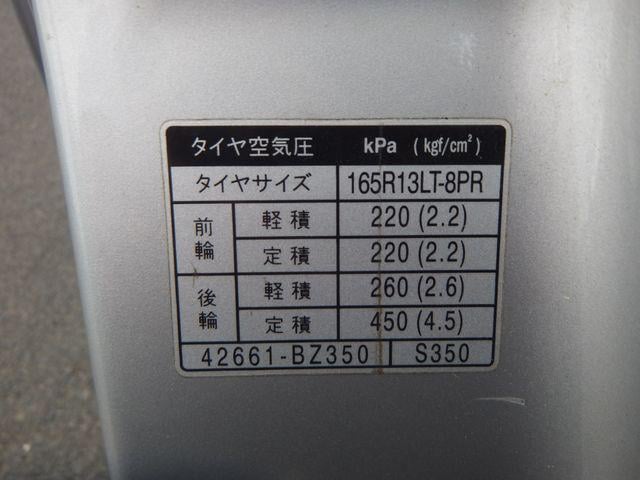 タイヤ空気圧 kPa (kgf/cm²)
タイヤサイズ 165R13LT-8PR
前輪 軽積 220 (2.2)
定積 220 (2.2)
後輪 軽積 260 (2.6)
定積 450 (4.5)
42661-BZ350 S350